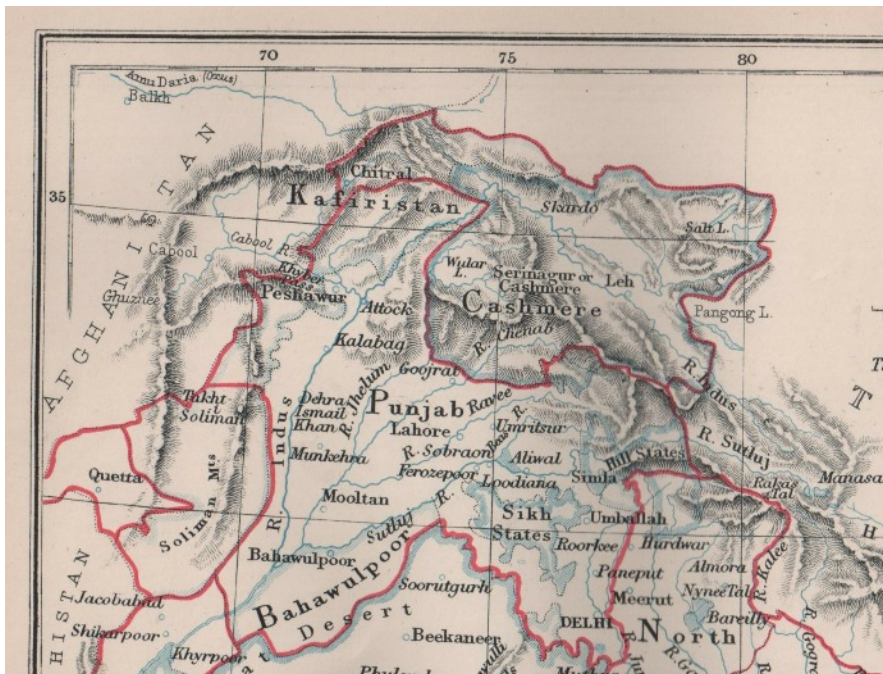 70
75
80
35
Amu Daria (Oxus)
Balkh
AFGHANISTAN
Chitral
Kafiristan
Skardo
Salt L.
Cabool
Cabool R.
Khyber
Pass
Ghuznee
Peshawur
Wular
L.
Serinagur or
Cashmere
Leh
Cashmere
Pangong L.
Attock
R. Chenab
Kalabag
Goojrat
R. Jhelum
R. Indus
Takht
Soliman
Dehra
Ismail
Khan
Punjab
Ravee
R.
Lahore
Umritsur
R. Sutluj
T
R. Indus
Munkehra
R. Sobraon
Beas R.
Aliwal
Hill States
Ferozepoor
Loodiana
Simla
Rakas
Tal
Manasa
Quetta
Soliman Mts
Mooltan
Sutluj R.
Sikh
States
Umballah
H
Roorkee
Hurdwar
Bahawulpoor
Bahawulpoor
Paneput
Almora
R. Kalee
HISTAN
Soorutgurh
Nynee Tal
Jacobabad
Meerut
Bareilly
Shikarpoor
Desert
Beekaneer
DELHI
North
Khyrpoor
R. Gogra